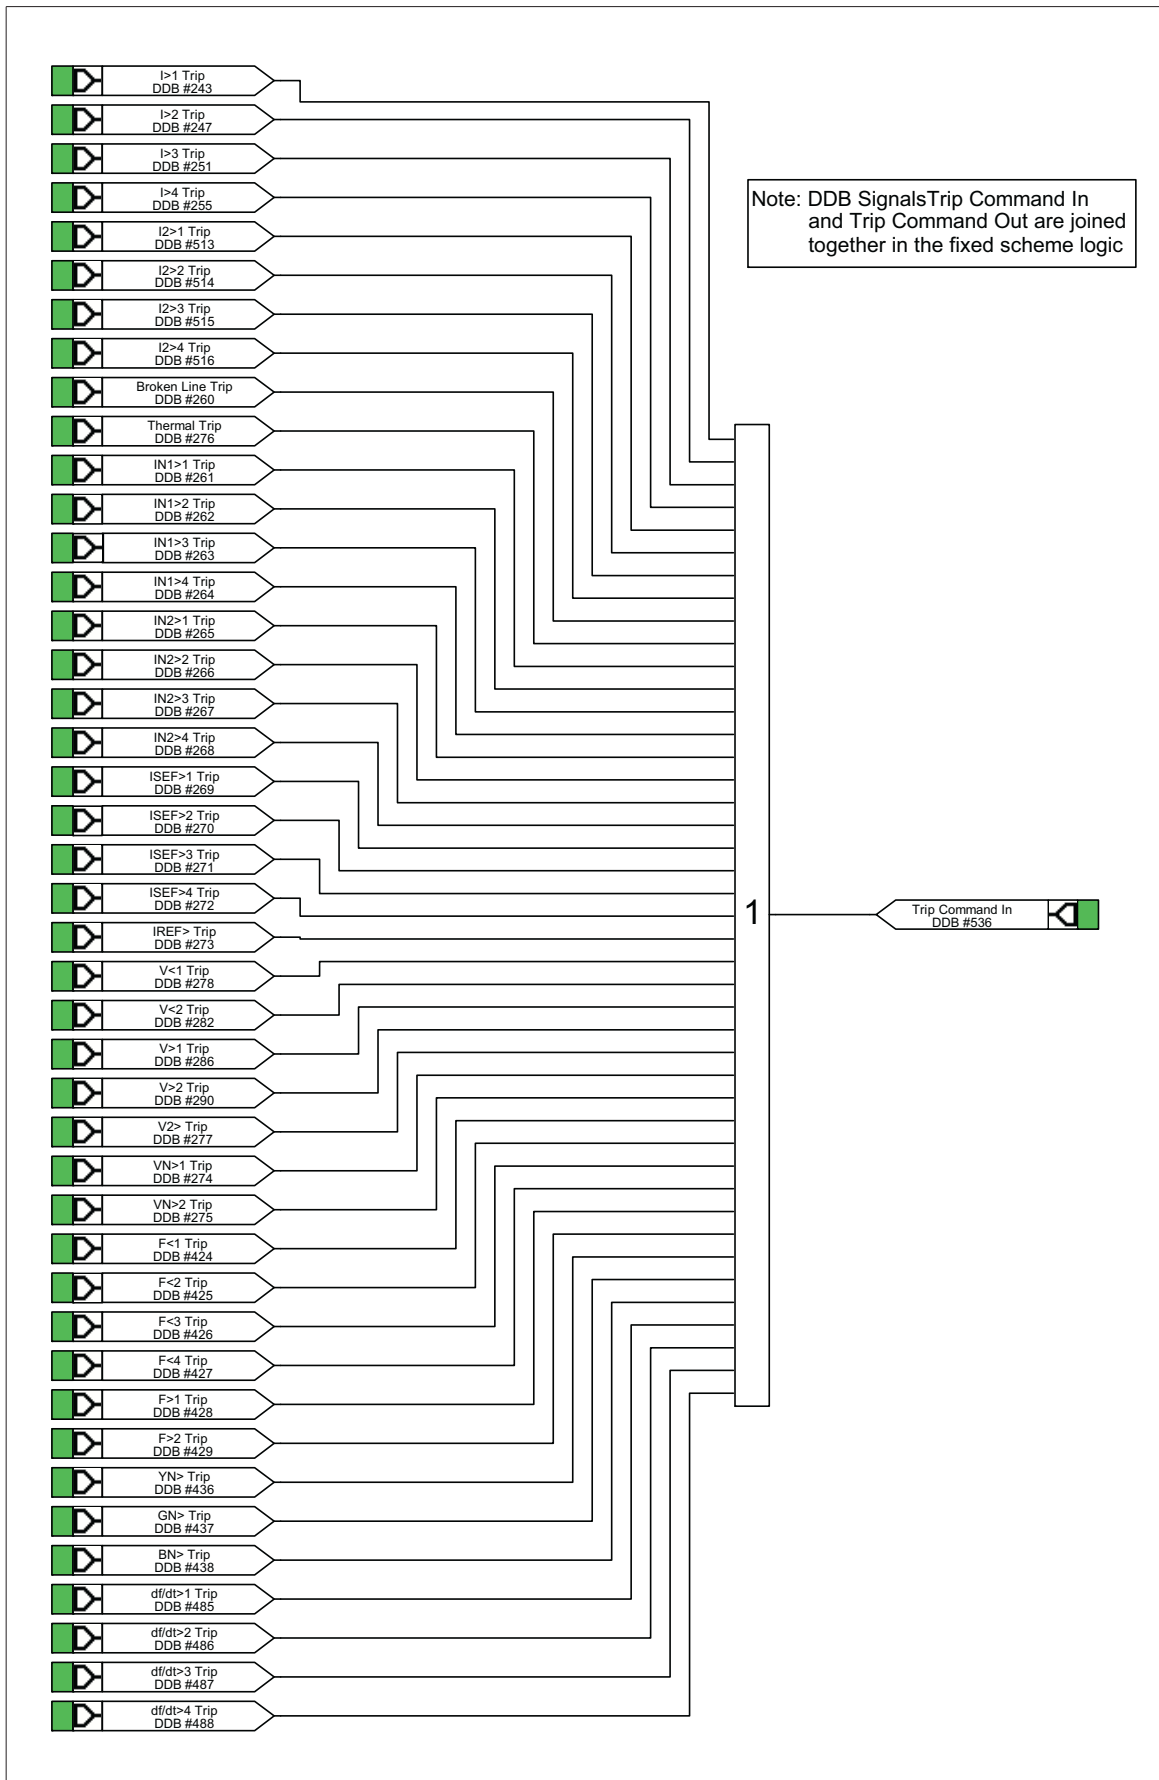 I>1 Trip
DDB #243
I>2 Trip
DDB #247
I>3 Trip
DDB #251
I>4 Trip
DDB #255
I2>1 Trip
DDB #513
I2>2 Trip
DDB #514
I2>3 Trip
DDB #515
I2>4 Trip
DDB #516
Broken Line Trip
DDB #260
Thermal Trip
DDB #276
IN1>1 Trip
DDB #261
IN1>2 Trip
DDB #262
IN1>3 Trip
DDB #263
IN1>4 Trip
DDB #264
IN2>1 Trip
DDB #265
IN2>2 Trip
DDB #266
IN2>3 Trip
DDB #267
IN2>4 Trip
DDB #268
ISEF>1 Trip
DDB #269
ISEF>2 Trip
DDB #270
ISEF>3 Trip
DDB #271
ISEF>4 Trip
DDB #272
IREF> Trip
DDB #273
V<1 Trip
DDB #278
V<2 Trip
DDB #282
V>1 Trip
DDB #286
V>2 Trip
DDB #290
V2> Trip
DDB #277
VN>1 Trip
DDB #274
VN>2 Trip
DDB #275
F<1 Trip
DDB #424
F<2 Trip
DDB #425
F<3 Trip
DDB #426
F<4 Trip
DDB #427
F>1 Trip
DDB #428
F>2 Trip
DDB #429
YN> Trip
DDB #436
GN> Trip
DDB #437
BN> Trip
DDB #438
df/dt>1 Trip
DDB #485
df/dt>2 Trip
DDB #486
df/dt>3 Trip
DDB #487
df/dt>4 Trip
DDB #488
Note: DDB SignalsTrip Command In
and Trip Command Out are joined
together in the fixed scheme logic
1
Trip Command In
DDB #536